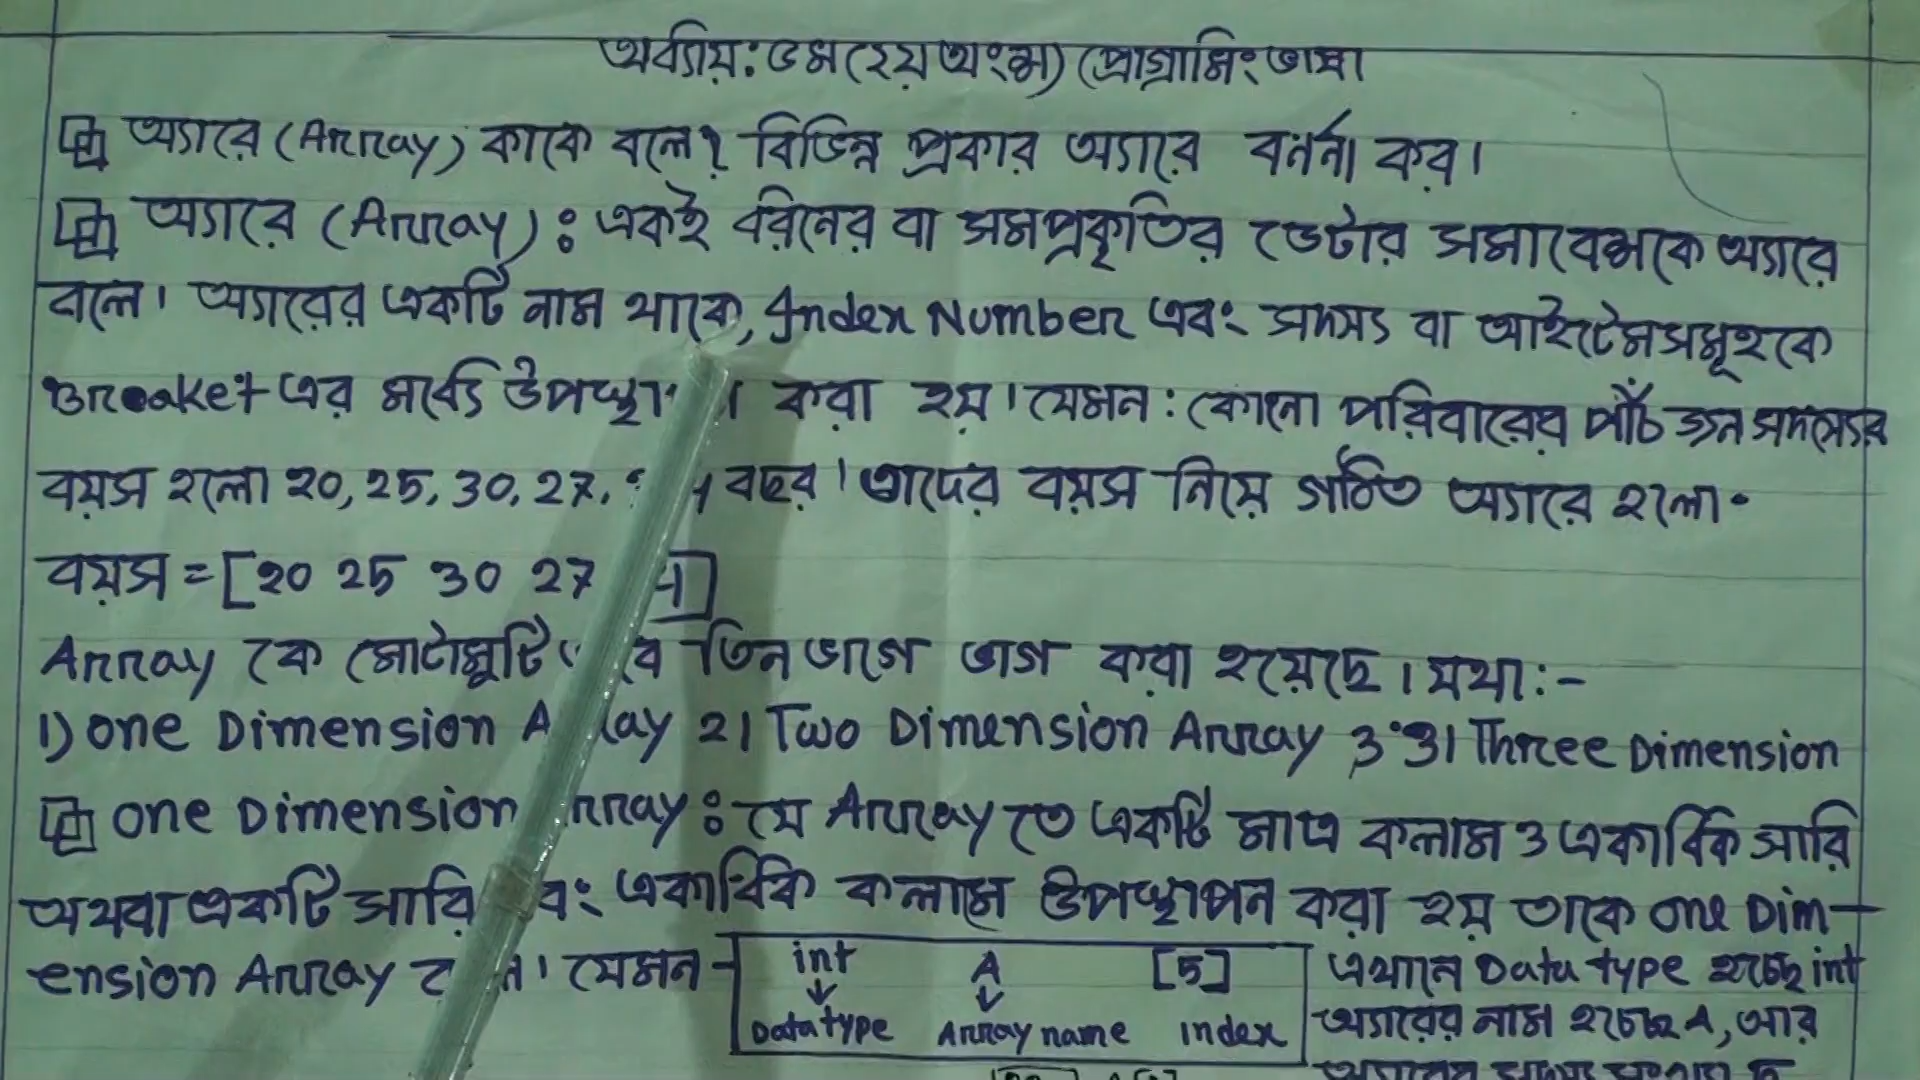 অধ্যায়: ৫ম (২য় অংশ) (প্রোগ্রামিং ভাষা
অ্যারে (Array) কাকে বলে? বিভিন্ন প্রকার অ্যারে বর্ননা কর।
অ্যারে (Array): একই ধরনের বা সমপ্রকৃতির ডেটার সমাবেশকে অ্যারে
বলে। অ্যারের একটি নাম থাকে, Index Number এবং সদস্য বা আইটেমসমূহকে
Breaket এর মধ্যে করা হয়। যেমন: কোনো পরিবারের পাঁচ জন সদস্যের
বয়স হলো 20, 25, 30, 27, বছর। তাদের বয়স নিয়ে গঠিত অ্যারে হলো-
বয়স = [20 25 30 27 ]
Array কে মোটামুটি তিন ভাগে ভাগ করা হয়েছে। যথা:-
1) one Dimension Array 2। Two Dimension Array 3। Three Dimension
one Dimension Array: যে Array তে একটি মাত্র কলাম ও একাধিক সারি
অথবা একটি সারি এবং একাধিক কলামে উপস্থাপন করা হয় তাকে one Dim-
ension Array বলে। যেমন - int A [5] এখানে Data type হচ্ছে int
Data type Array name index অ্যারের নাম হচ্ছে A, আর